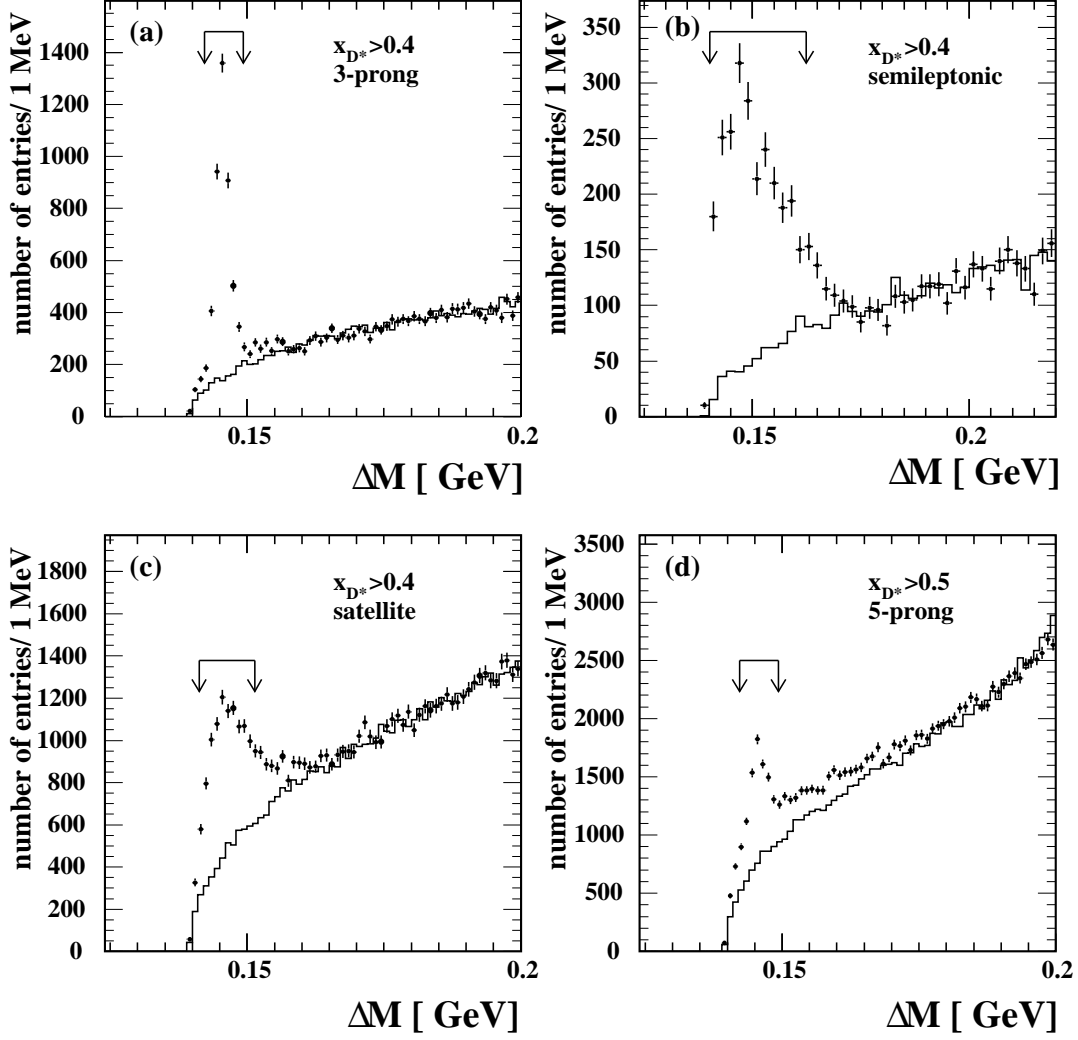 (a)
x_D*>0.4
3-prong
number of entries/ 1 MeV
1400
1200
1000
800
600
400
200
0
0.15
0.2
ΔM [ GeV]
(b)
x_D*>0.4
semileptonic
number of entries/ 1 MeV
350
300
250
200
150
100
50
0
0.15
0.2
ΔM [ GeV]
(c)
x_D*>0.4
satellite
number of entries/ 1 MeV
1800
1600
1400
1200
1000
800
600
400
200
0
0.15
0.2
ΔM [ GeV]
(d)
x_D*>0.5
5-prong
number of entries/ 1 MeV
3500
3000
2500
2000
1500
1000
500
0
0.15
0.2
ΔM [ GeV]